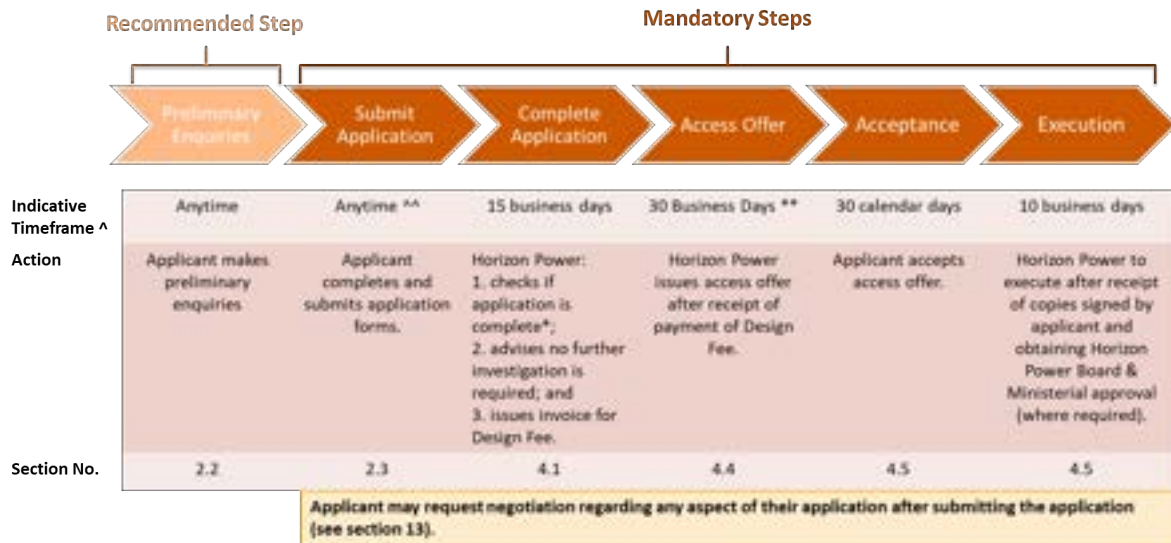 Recommended Step
Mandatory Steps
Preliminary
Enquiries
Submit
Application
Complete
Application
Access Offer
Acceptance
Execution
Indicative
Timeframe ^
Anytime
Anytime ^^
15 business days
30 Business Days **
30 calendar days
10 business days
Action
Applicant makes
preliminary
enquiries
Applicant
completes and
submits application
forms.
Horizon Power:
1. checks if
application is
complete*;
2. advises no further
investigation is
required; and
3. issues invoice for
Design Fee.
Horizon Power
issues access offer
after receipt of
payment of Design
Fee.
Applicant accepts
access offer.
Horizon Power to
execute after receipt
of copies signed by
applicant and
obtaining Horizon
Power Board &
Ministerial approval
(where required).
Section No.
2.2
2.3
4.1
4.4
4.5
4.5
Applicant may request negotiation regarding any aspect of their application after submitting the application
(see section 13).